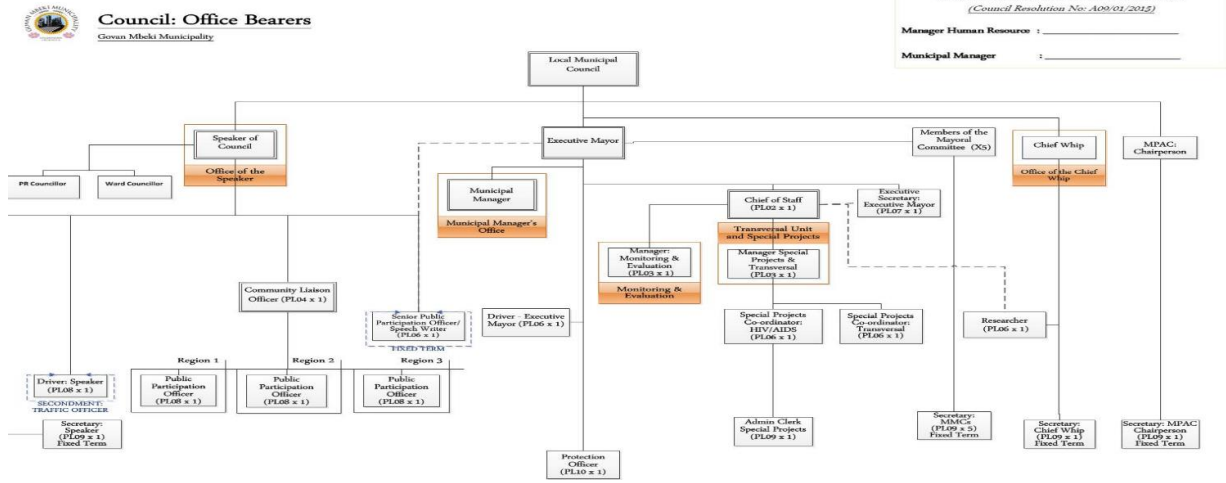 Council: Office Bearers
Govan Mbeki Municipality
GOVAN MBEKI MUNICIPALITY
(Council Resolution No: A09/01/2015)
Manager Human Resource : ____________________
Municipal Manager : ____________________
Local Municipal
Council
Speaker of
Council
Office of the
Speaker
PR Councillor
Ward Councillor
Executive Mayor
Members of the
Mayoral
Committee (X5)
Chief Whip
Office of the Chief
Whip
MPAC:
Chairperson
Municipal
Manager
Municipal Manager's
Office
Chief of Staff
(PL02 x 1)
Executive
Secretary:
Executive Mayor
(PL07 x 1)
Transversal Unit
and Special Projects
Manager:
Monitoring &
Evaluation
(PL03 x 1)
Monitoring &
Evaluation
Manager Special
Projects &
Transversal
(PL03 x 1)
Community Liaison
Officer (PL04 x 1)
Senior Public
Participation Officer/
Speech Writer
(PL06 x 1)
FIXED TERM
Driver - Executive
Mayor (PL06 x 1)
Special Projects
Co-ordinator:
HIV/AIDS
(PL06 x 1)
Special Projects
Co-ordinator:
Transversal
(PL06 x 1)
Researcher
(PL06 x 1)
Region 1
Region 2
Region 3
Driver: Speaker
(PL08 x 1)
SECONDMENT:
TRAFFIC OFFICER
Public
Participation
Officer
(PL08 x 1)
Public
Participation
Officer
(PL08 x 1)
Public
Participation
Officer
(PL08 x 1)
Secretary:
Speaker
(PL09 x 1)
Fixed Term
Admin Clerk
Special Projects
(PL09 x 1)
Secretary:
MMCs
(PL09 x 5)
Fixed Term
Secretary:
Chief Whip
(PL09 x 1)
Fixed Term
Secretary: MPAC
Chairperson
(PL09 x 1)
Fixed Term
Protection
Officer
(PL10 x 1)